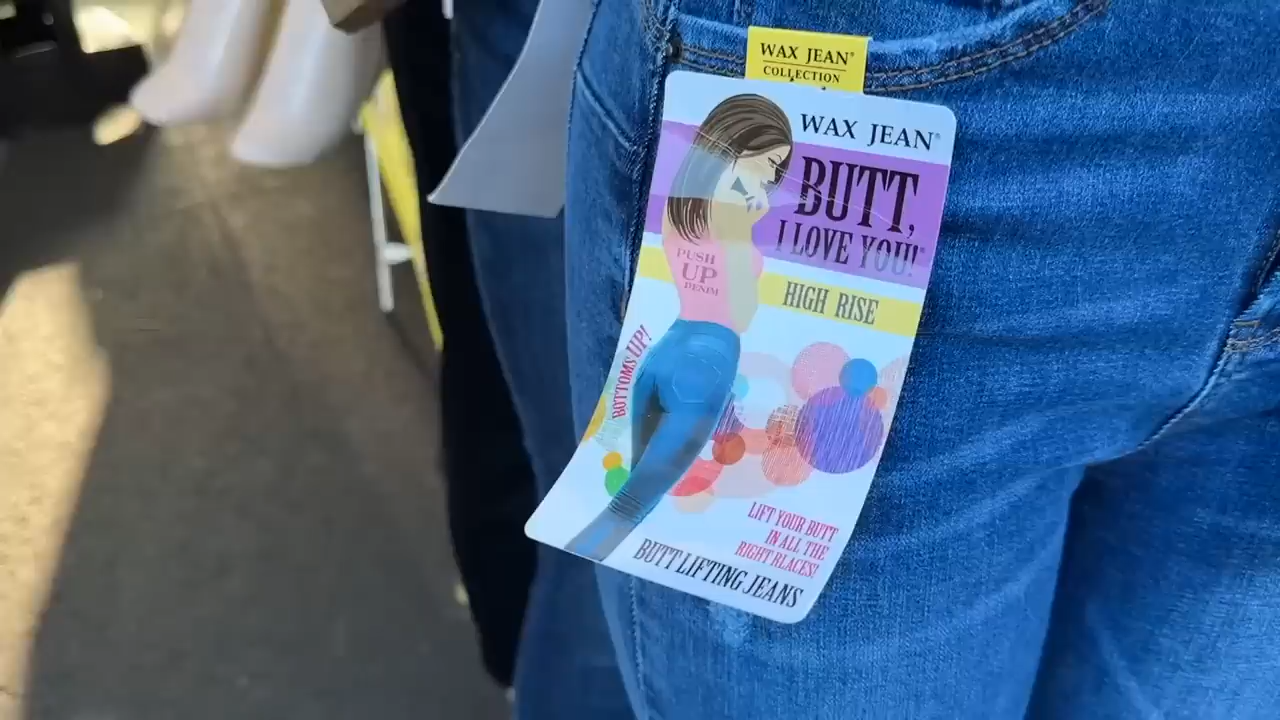 WAX JEAN®
COLLECTION
WAX JEAN®
BUTT,
I LOVE YOU!®
PUSH
UP
DENIM
HIGH RISE
BOTTOMS UP!
LIFT YOUR BUTT
IN ALL THE
RIGHT RLACES!
BUTT LIFTING JEANS